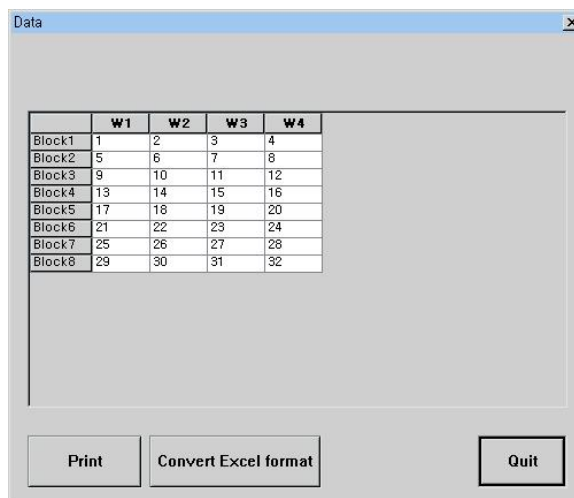 Data
W1 W2 W3 W4
Block1 1 2 3 4
Block2 5 6 7 8
Block3 9 10 11 12
Block4 13 14 15 16
Block5 17 18 19 20
Block6 21 22 23 24
Block7 25 26 27 28
Block8 29 30 31 32
Print Convert Excel format Quit